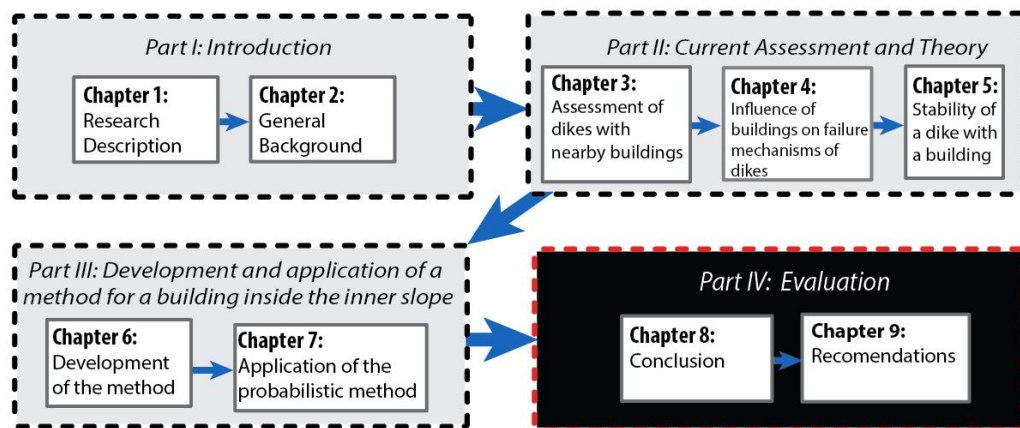 Part I: Introduction
Chapter 1:
Research
Description
Chapter 2:
General
Background
Part II: Current Assessment and Theory
Chapter 3:
Assessment of
dikes with
nearby buildings
Chapter 4:
Influence of
buildings on failure
mechanisms of
dikes
Chapter 5:
Stability of
a dike with
a building
Part III: Development and application of a
method for a building inside the inner slope
Chapter 6:
Development
of the method
Chapter 7:
Application of the
probabilistic method
Part IV: Evaluation
Chapter 8:
Conclusion
Chapter 9:
Recomendations